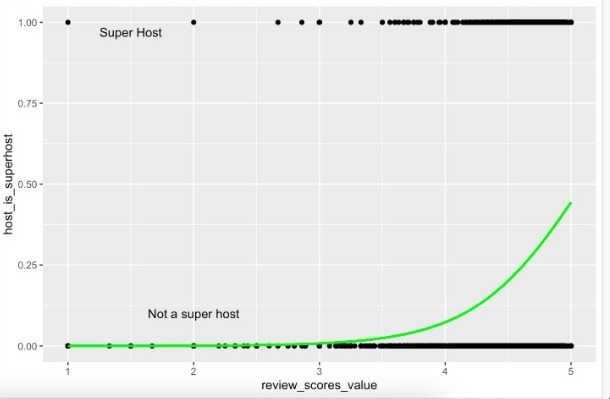 1.00
Super Host
0.75
host_is_superhost
0.50
0.25
Not a super host
0.00
1 2 3 4 5
review_scores_value